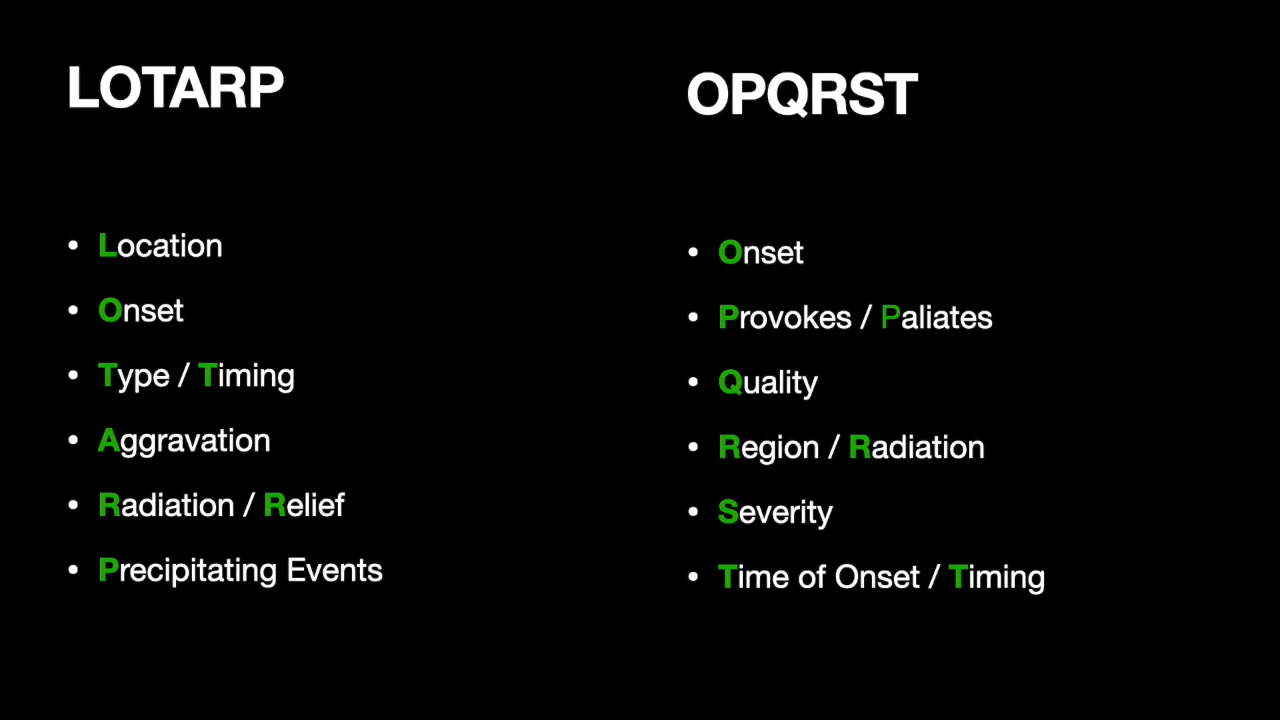 LOTARP
• Location
• Onset
• Type / Timing
• Aggravation
• Radiation / Relief
• Precipitating Events
OPQRST
• Onset
• Provokes / Paliates
• Quality
• Region / Radiation
• Severity
• Time of Onset / Timing